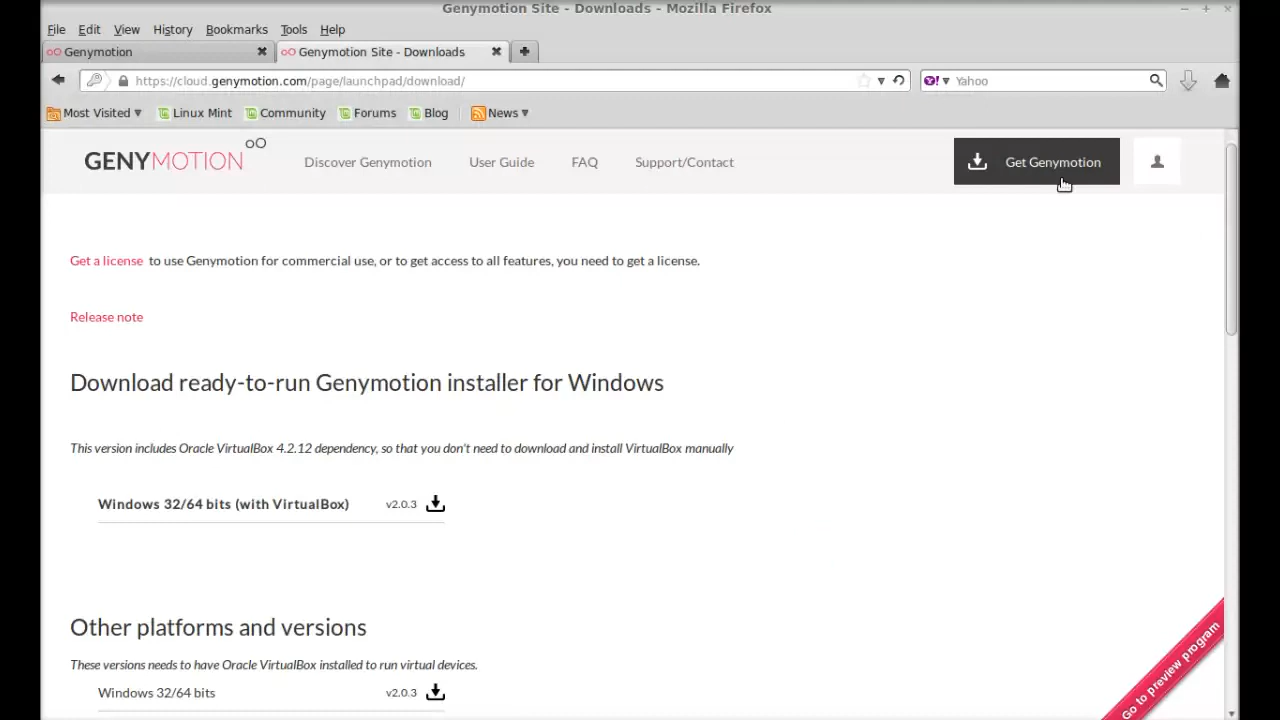 Genymotion Site - Downloads - Mozilla Firefox
File Edit View History Bookmarks Tools Help
Genymotion
Genymotion Site - Downloads
https://cloud.genymotion.com/page/launchpad/download/
Yahoo
Most Visited Linux Mint Community Forums Blog News
GENYMOTION
Discover Genymotion User Guide FAQ Support/Contact
Get Genymotion
Get a license to use Genymotion for commercial use, or to get access to all features, you need to get a license.
Release note
Download ready-to-run Genymotion installer for Windows
This version includes Oracle VirtualBox 4.2.12 dependency, so that you don't need to download and install VirtualBox manually
Windows 32/64 bits (with VirtualBox) v2.0.3
Other platforms and versions
These versions needs to have Oracle VirtualBox installed to run virtual devices.
Windows 32/64 bits v2.0.3
Go to preview program